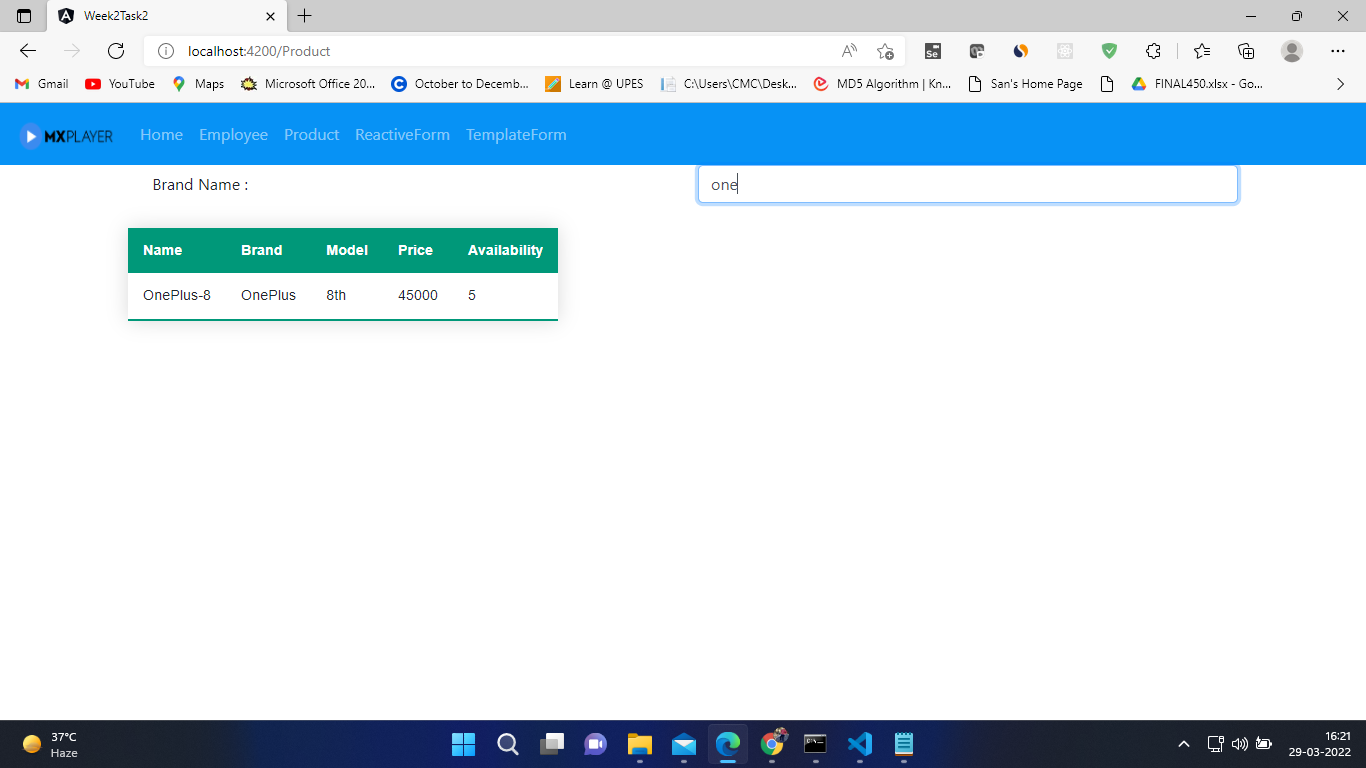 Week2Task2
localhost:4200/Product
Gmail YouTube Maps Microsoft Office 20... October to Decemb... Learn @ UPES C:\Users\CMC\Desk... MD5 Algorithm | Kn... San's Home Page FINAL450.xlsx - Go...
MXPLAYER Home Employee Product ReactiveForm TemplateForm
Brand Name : one
Name Brand Model Price Availability
OnePlus-8 OnePlus 8th 45000 5
37°C
Haze
16:21
29-03-2022